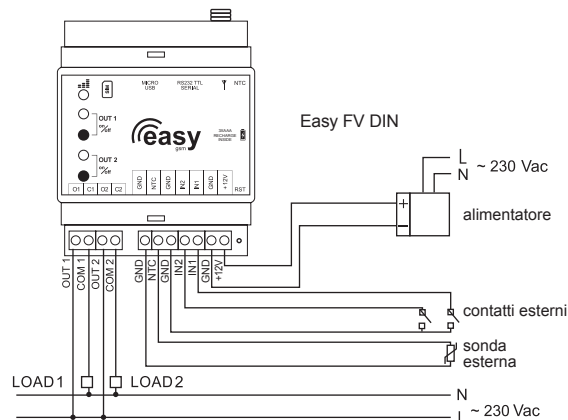 SIM
MICRO
USB
RS232 TTL
SERIAL
NTC
OUT 1
on/off
OUT 2
on/off
easy
gsm
RECHARGE
INSIDE
O1 C1 O2 C2
GND NTC GND IN2 IN1 GND +12V RST
Easy FV DIN
L
N
~ 230 Vac
+
–
alimentatore
OUT 1 COM 1 OUT 2 COM 2
GND NTC GND IN2 IN1 GND +12V
contatti esterni
sonda
esterna
LOAD1 LOAD2
N
L
~ 230 Vac